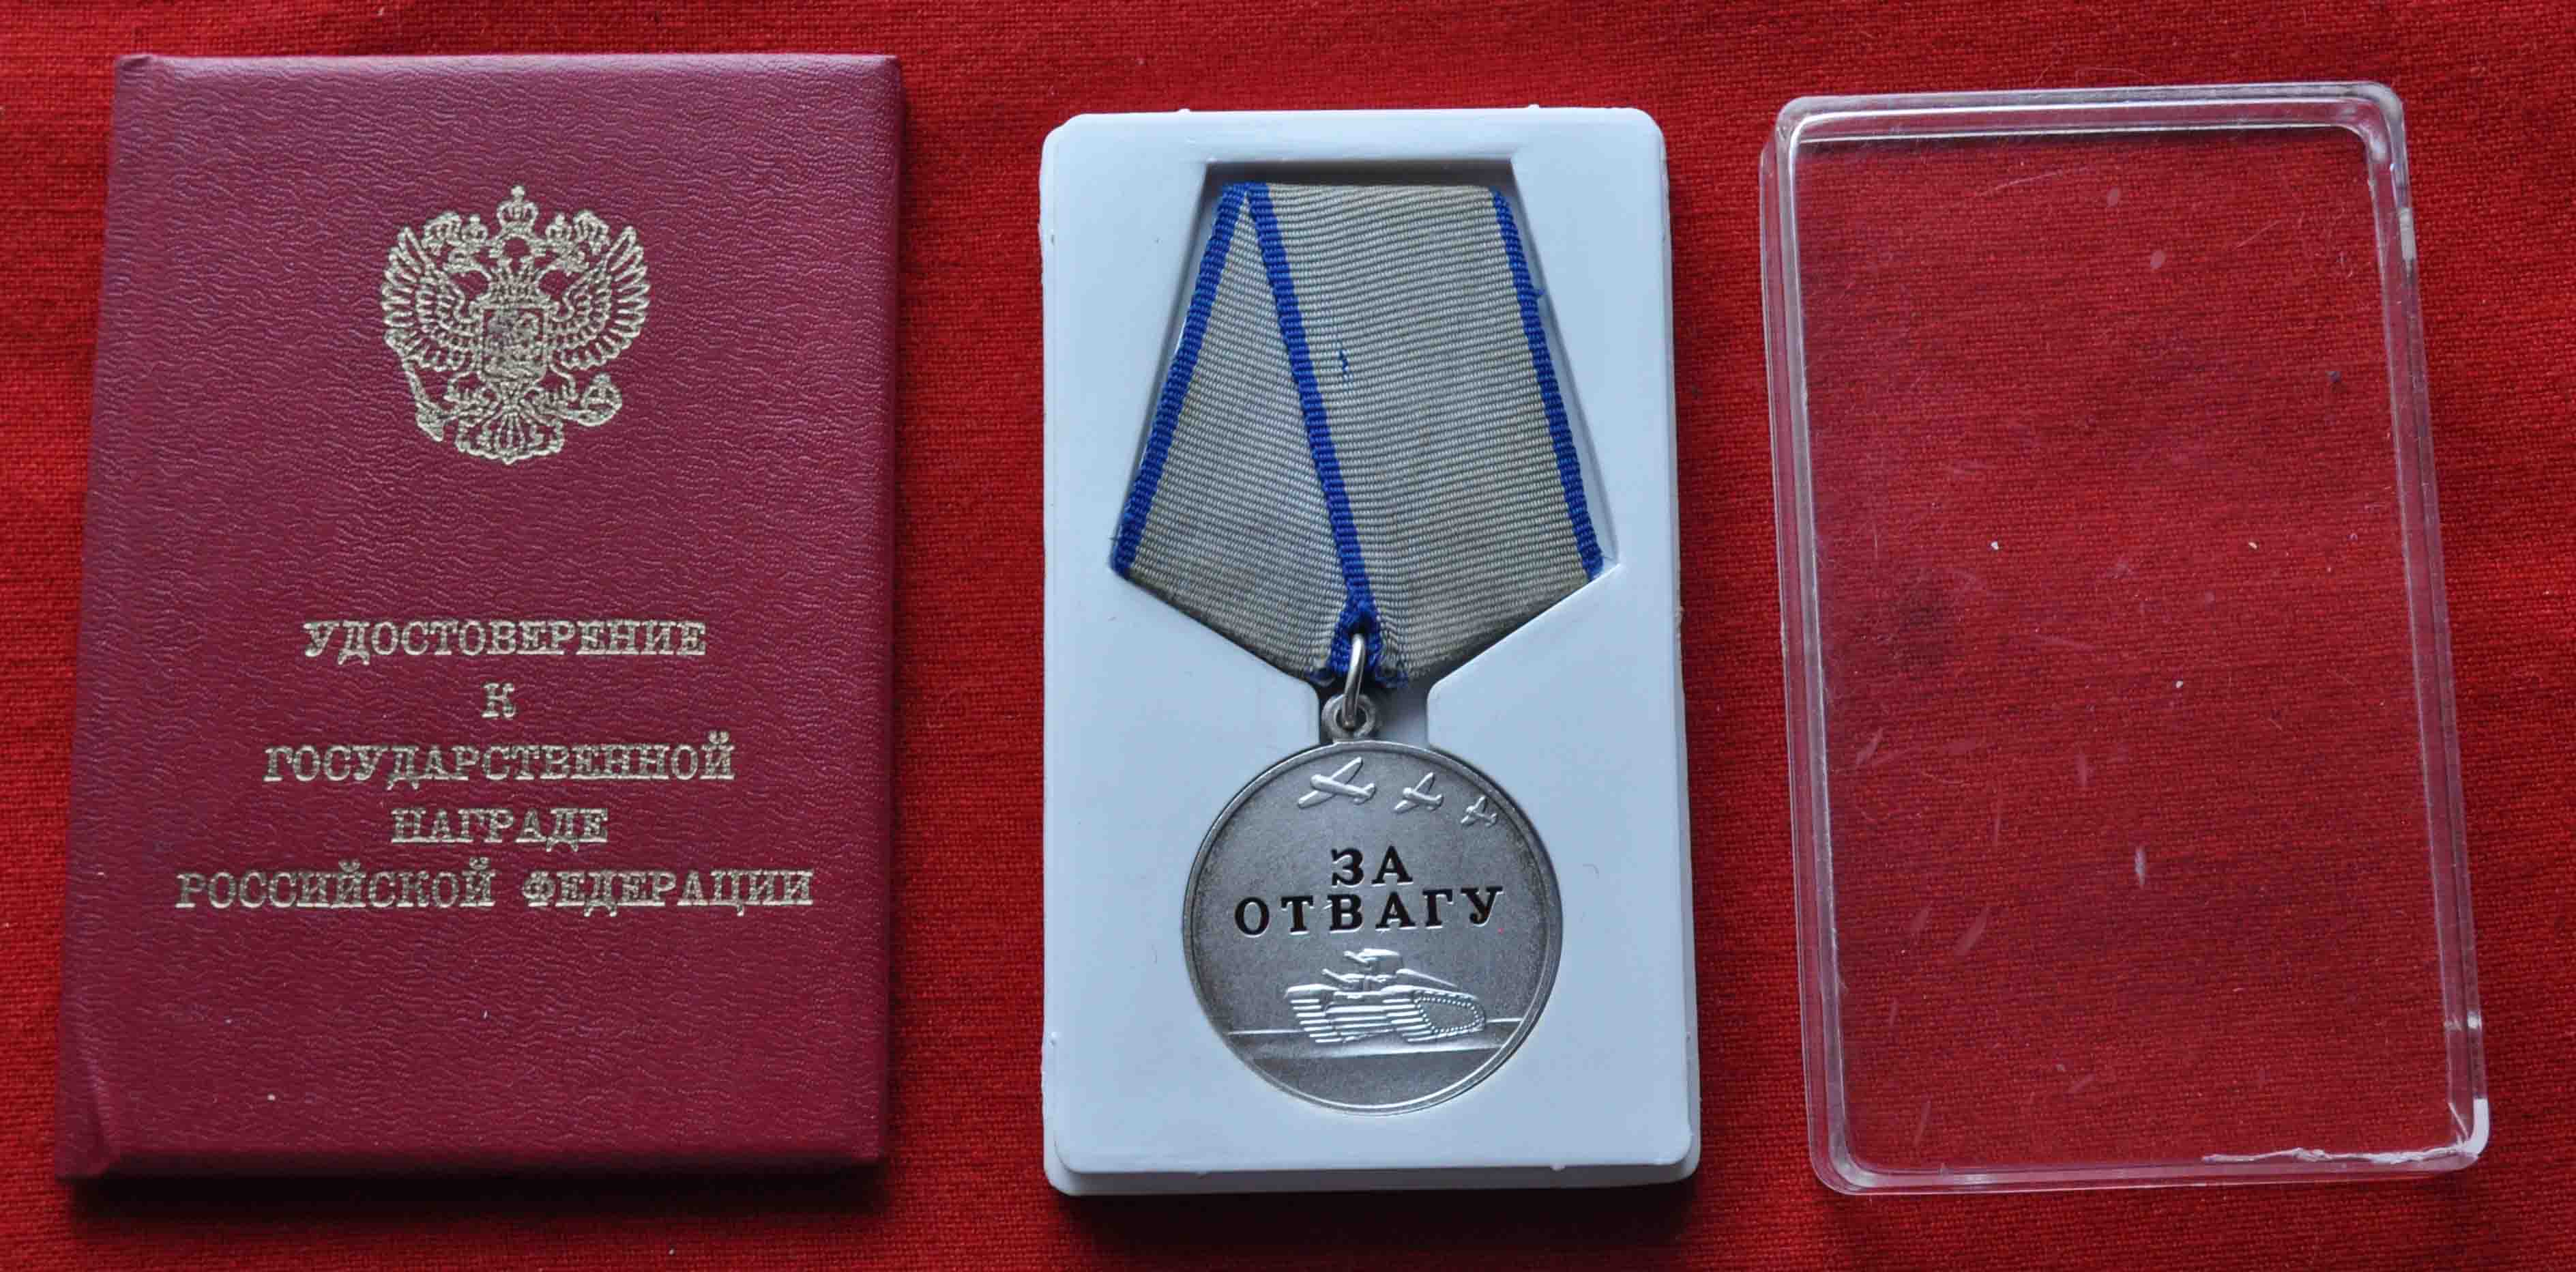 УДОСТОВЕРЕНИЕ
К
ГОСУДАРСТВЕННОЙ
НАГРАДЕ
РОССИЙСКОЙ ФЕДЕРАЦИИ
ЗА
ОТВАГУ